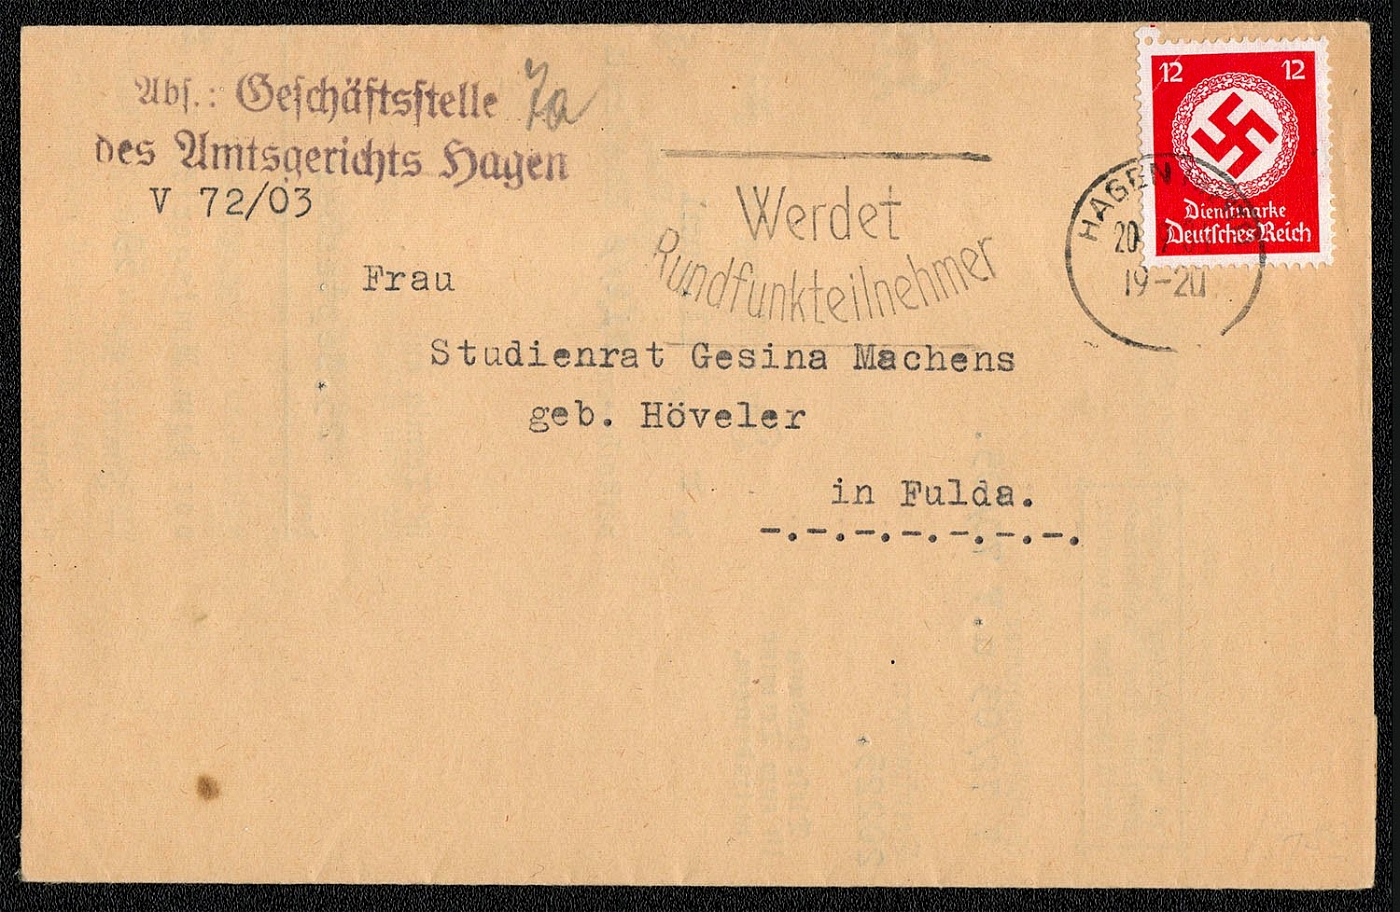 Abs.: Geschäftsstelle 7a
des Amtsgerichts Hagen
V 72/03
12 12
Dienstmarke
Deutsches Reich
HAGEN
20
19-20
Werdet
Rundfunkteilnehmer
Frau
Studienrat Gesina Machens
geb. Höveler
in Fulda.
-.-.-.-.-.-.-.